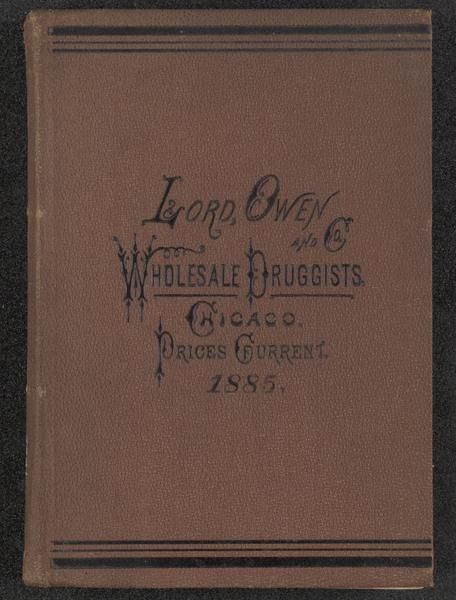 Lord, Owen
and Co.
Wholesale Druggists,
Chicago.
Prices Current.
1885,